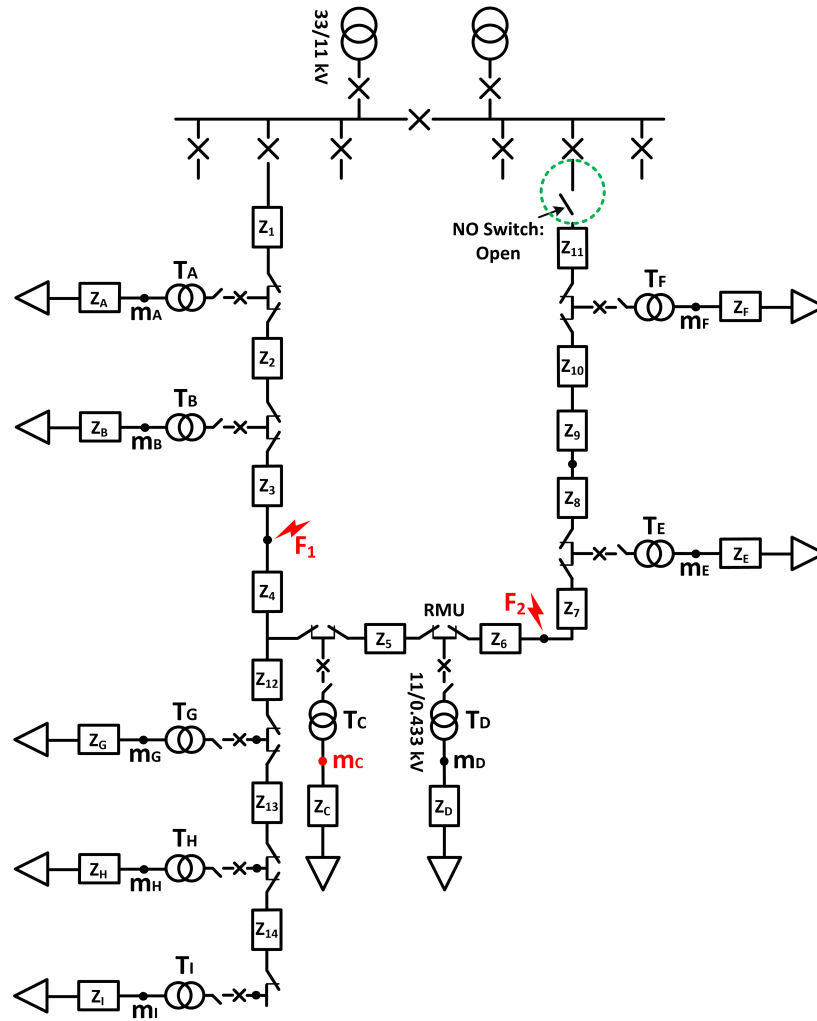 33/11 kV
NO Switch:
Open
Z1
Z11
TA
ZA
mA
TF
mF
ZF
Z2
Z10
TB
ZB
mB
Z9
Z3
Z8
F1
TE
mE
ZE
Z4
F2
RMU
Z7
Z5
Z6
Z12
11/0.433 kV
TG
ZG
mG
TC
TD
mC
mD
Z13
ZC
ZD
TH
ZH
mH
Z14
TI
ZI
mI